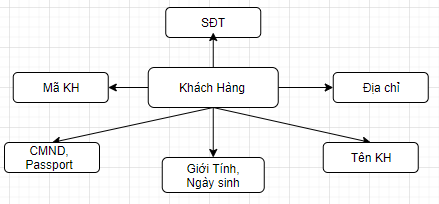 SĐT
Mã KH
Khách Hàng
Địa chỉ
CMND,
Passport
Giới Tính,
Ngày sinh
Tên KH